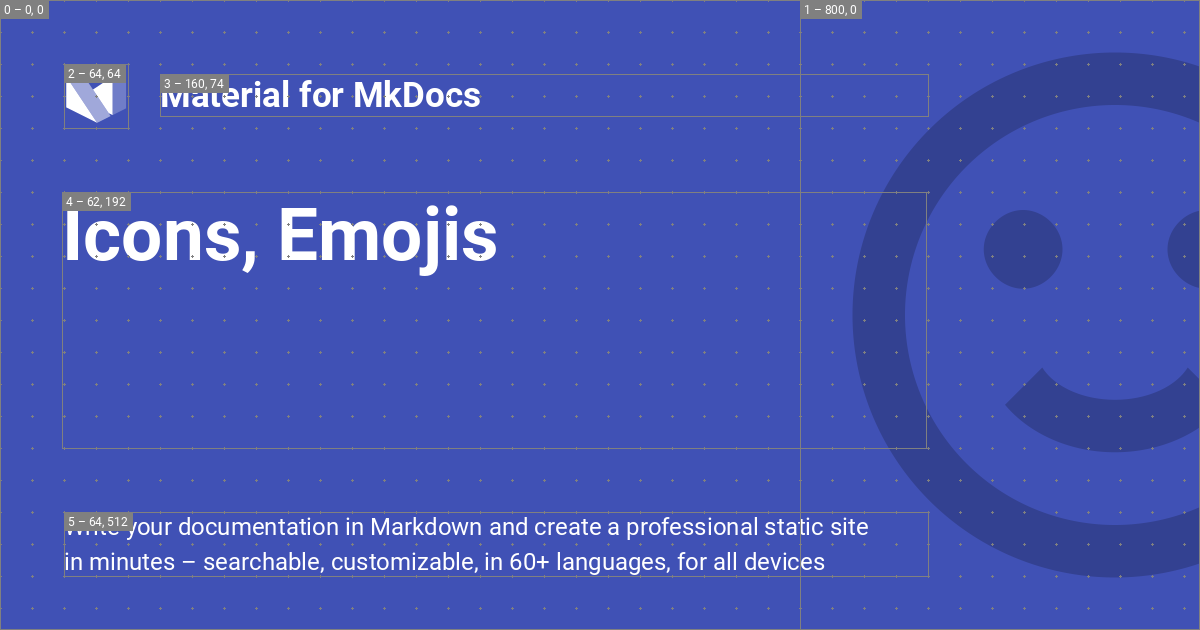 0 – 0, 0
1 – 800, 0
2 – 64, 64
3 – 160, 74
Material for MkDocs
4 – 62, 192
Icons, Emojis
5 – 64, 512
Write your documentation in Markdown and create a professional static site
in minutes – searchable, customizable, in 60+ languages, for all devices